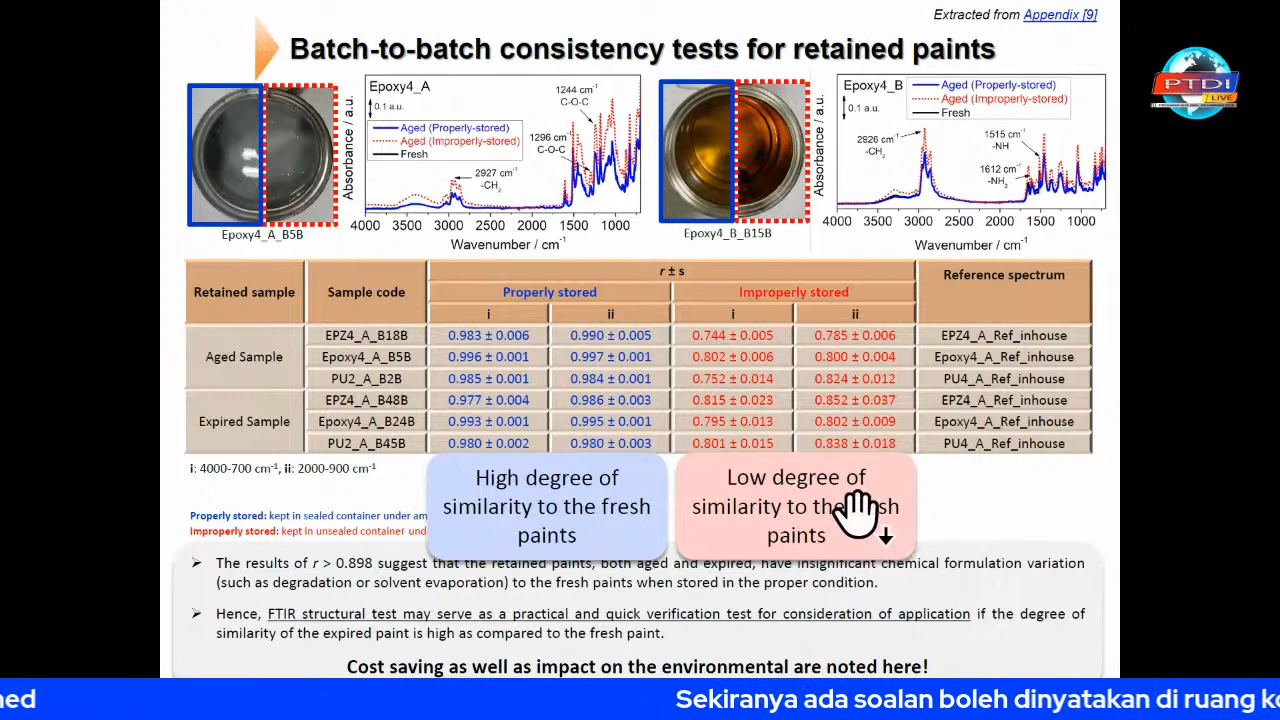 Extracted from Appendix [9]
Batch-to-batch consistency tests for retained paints
PTDI
LIVE
Epoxy4_A
0.1 a.u.
Aged (Properly-stored)
Aged (Improperly-stored)
Fresh
1244 cm-1
C-O-C
1296 cm-1
C-O-C
2927 cm-1
-CH2
Absorbance / a.u.
4000 3000 2000 1500 1000
Wavenumber / cm-1
Epoxy4_A_B5B
Epoxy4_B
0.1 a.u.
Aged (Properly-stored)
Aged (Improperly-stored)
Fresh
2926 cm-1
-CH2
1515 cm-1
-NH
1612 cm-1
-NH2
Absorbance / a.u.
4000 3000 2000 1500 1000
Wavenumber / cm-1
Epoxy4_B_B15B
Retained sample Sample code r ± s Reference spectrum
Properly stored Improperly stored
i ii i ii
Aged Sample
EPZ4_A_B18B 0.983 ± 0.006 0.990 ± 0.005 0.744 ± 0.005 0.785 ± 0.006 EPZ4_A_Ref_inhouse
Epoxy4_A_B5B 0.996 ± 0.001 0.997 ± 0.001 0.802 ± 0.006 0.800 ± 0.004 Epoxy4_A_Ref_inhouse
PU2_A_B2B 0.985 ± 0.001 0.984 ± 0.001 0.752 ± 0.014 0.824 ± 0.012 PU4_A_Ref_inhouse
Expired Sample
EPZ4_A_B48B 0.977 ± 0.004 0.986 ± 0.003 0.815 ± 0.023 0.852 ± 0.037 EPZ4_A_Ref_inhouse
Epoxy4_A_B24B 0.993 ± 0.001 0.995 ± 0.001 0.795 ± 0.013 0.802 ± 0.009 Epoxy4_A_Ref_inhouse
PU2_A_B45B 0.980 ± 0.002 0.980 ± 0.003 0.801 ± 0.015 0.838 ± 0.018 PU4_A_Ref_inhouse
i: 4000-700 cm-1, ii: 2000-900 cm-1
High degree of
similarity to the fresh
paints
Low degree of
similarity to the fresh
paints
Properly stored: kept in sealed container under am
Improperly stored: kept in unsealed container und
➢ The results of r > 0.898 suggest that the retained paints, both aged and expired, have insignificant chemical formulation variation
(such as degradation or solvent evaporation) to the fresh paints when stored in the proper condition.
➢ Hence, FTIR structural test may serve as a practical and quick verification test for consideration of application if the degree of
similarity of the expired paint is high as compared to the fresh paint.
Cost saving as well as impact on the environmental are noted here!
ned Sekiranya ada soalan boleh dinyatakan di ruang ko